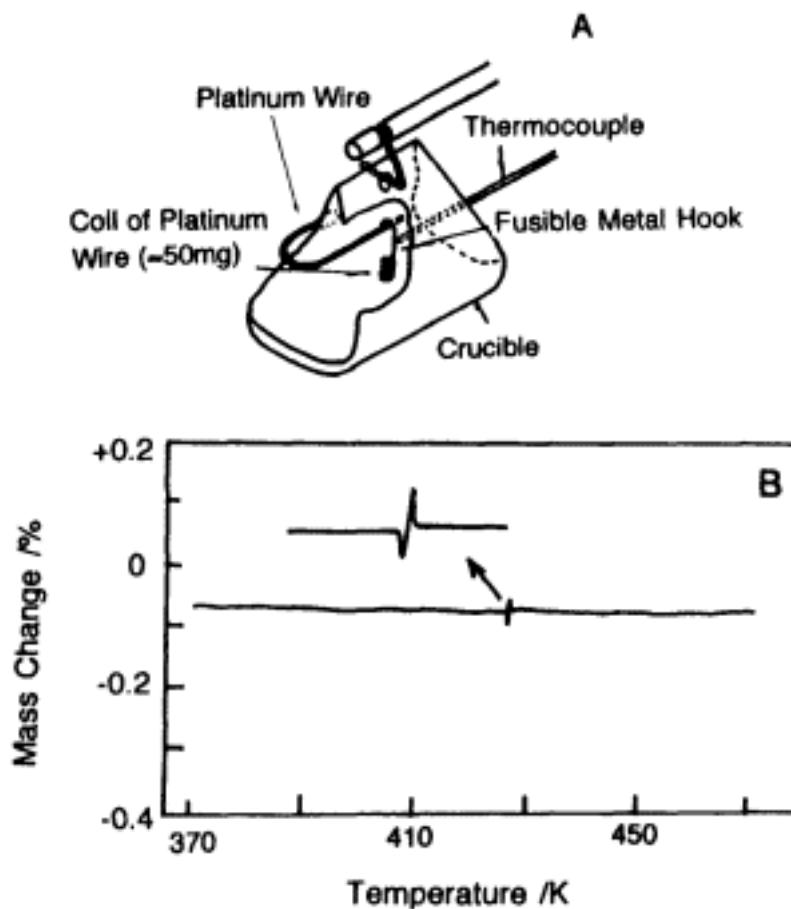 A
Platinum Wire
Thermocouple
Coil of Platinum
Wire (≈50mg)
Fusible Metal Hook
Crucible
+0.2
B
0
-0.2
-0.4
Mass Change /%
370
410
450
Temperature /K